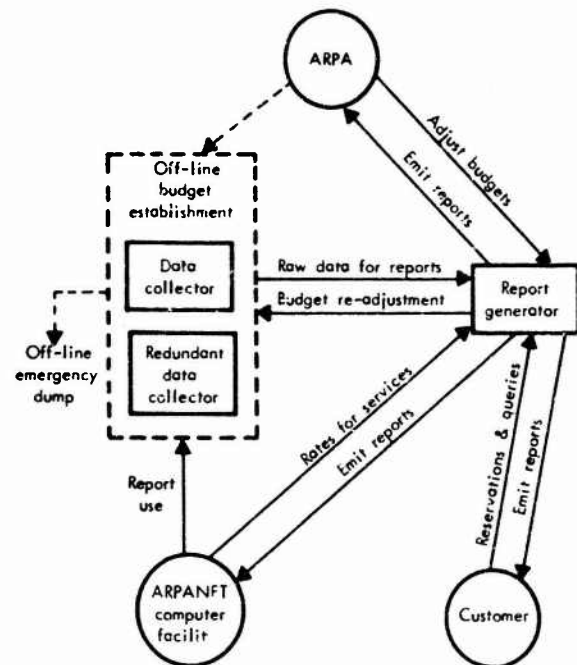 ARPA
Adjust budgets
Emit reports
Off-line
budget
establishment
Data
collector
Raw data for reports
Budget re-adjustment
Report
generator
Redundant
data
collector
Off-line
emergency
dump
Rates for services
Emit reports
Reservations & queries
Emit reports
Report
use
ARPANFT
computer
facilit
Customer